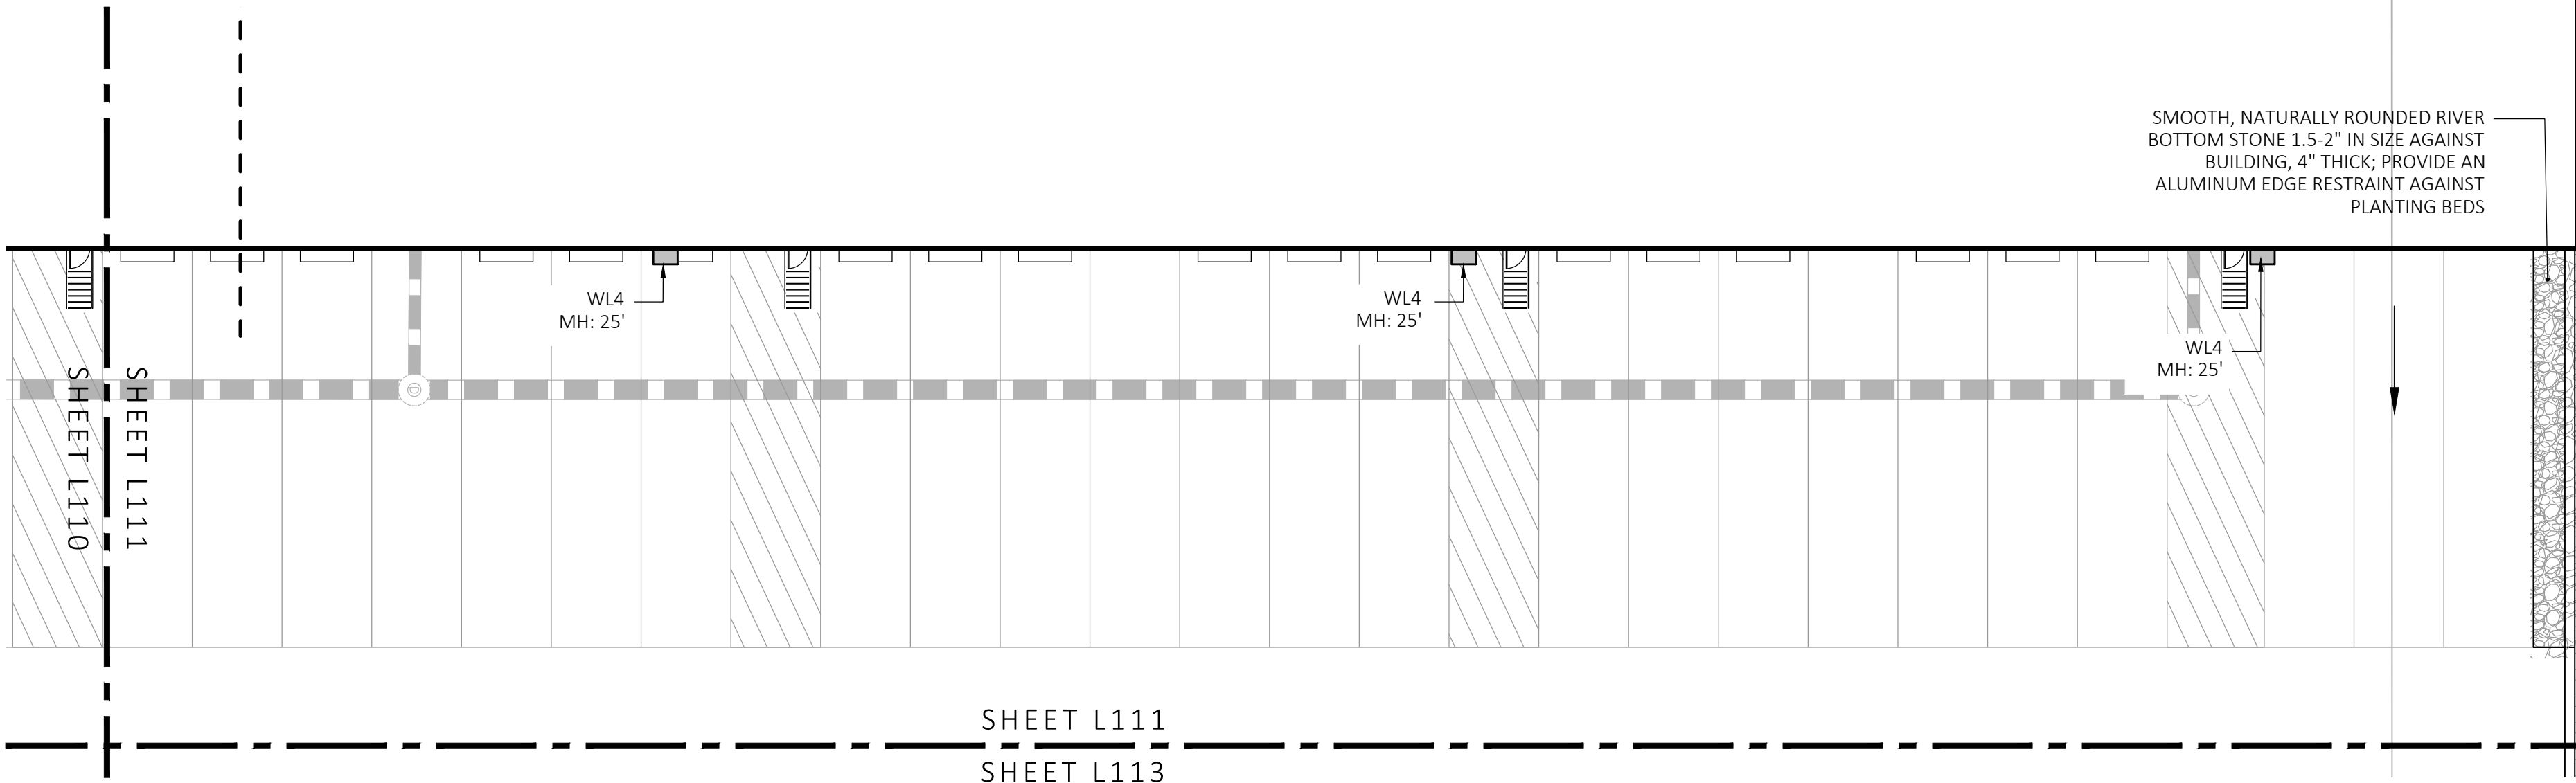 SMOOTH, NATURALLY ROUNDED RIVER
BOTTOM STONE 1.5-2" IN SIZE AGAINST
BUILDING, 4" THICK; PROVIDE AN
ALUMINUM EDGE RESTRAINT AGAINST
PLANTING BEDS
WL4
MH: 25'
WL4
MH: 25'
WL4
MH: 25'
SHEET L110
SHEET L111
SHEET L111
SHEET L113